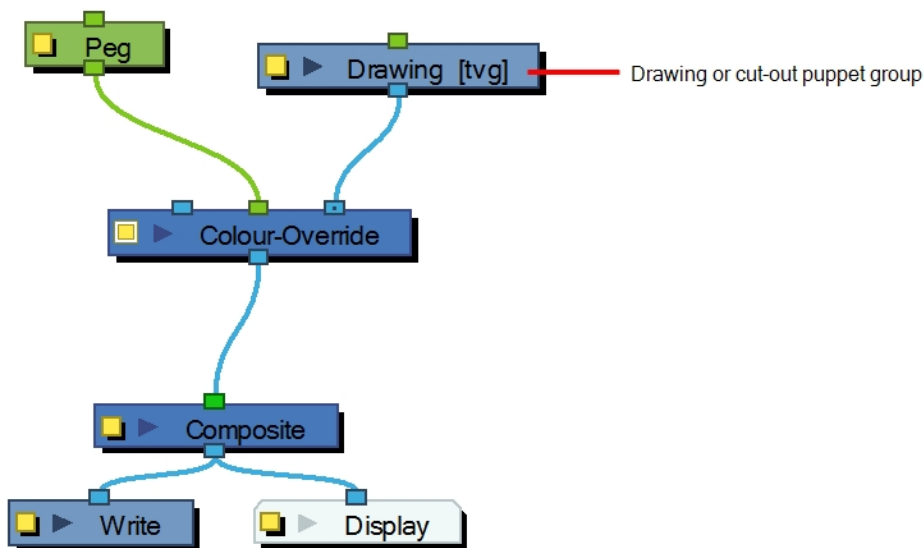 Peg
Drawing [tvg]
Drawing or cut-out puppet group
Colour-Override
Composite
Write
Display